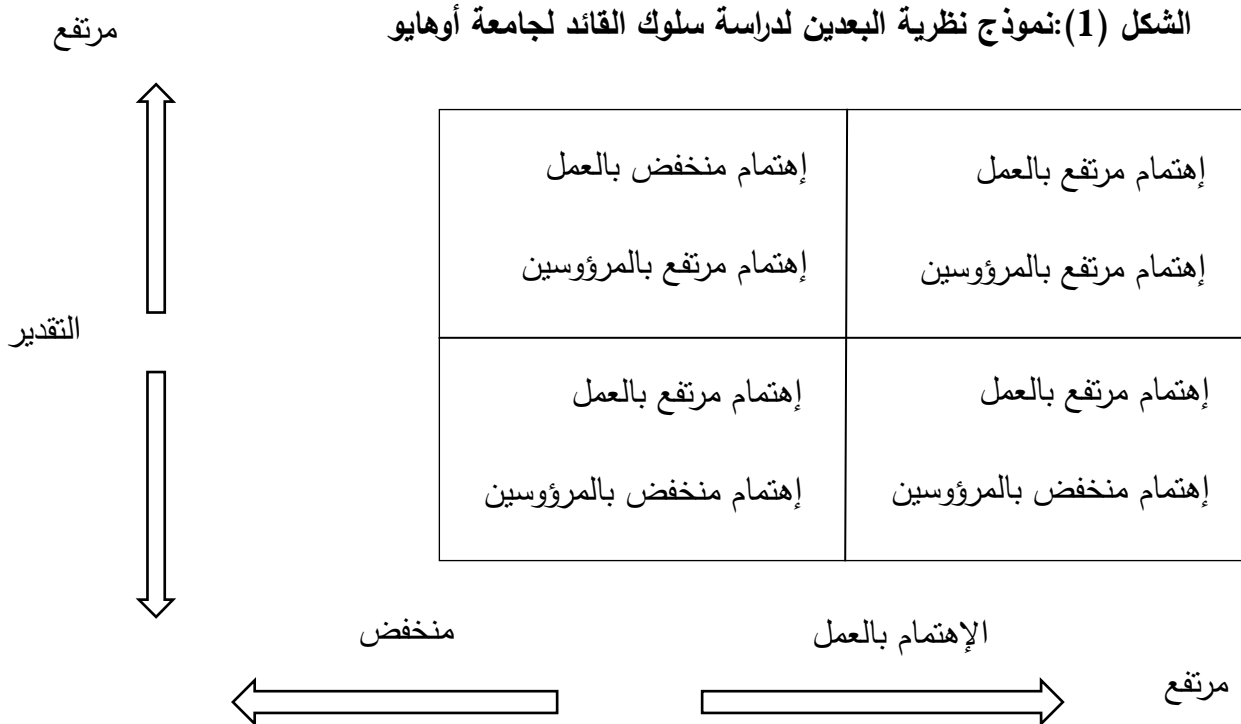 الشكل (1):نموذج نظرية البعدين لدراسة سلوك القائد لجامعة أوهايو
مرتفع
إهتمام مرتفع بالعمل
إهتمام مرتفع بالمرؤوسين
إهتمام منخفض بالعمل
إهتمام مرتفع بالمرؤوسين
التقدير
إهتمام مرتفع بالعمل
إهتمام منخفض بالمرؤوسين
إهتمام مرتفع بالعمل
إهتمام منخفض بالمرؤوسين
الإهتمام بالعمل
منخفض
مرتفع